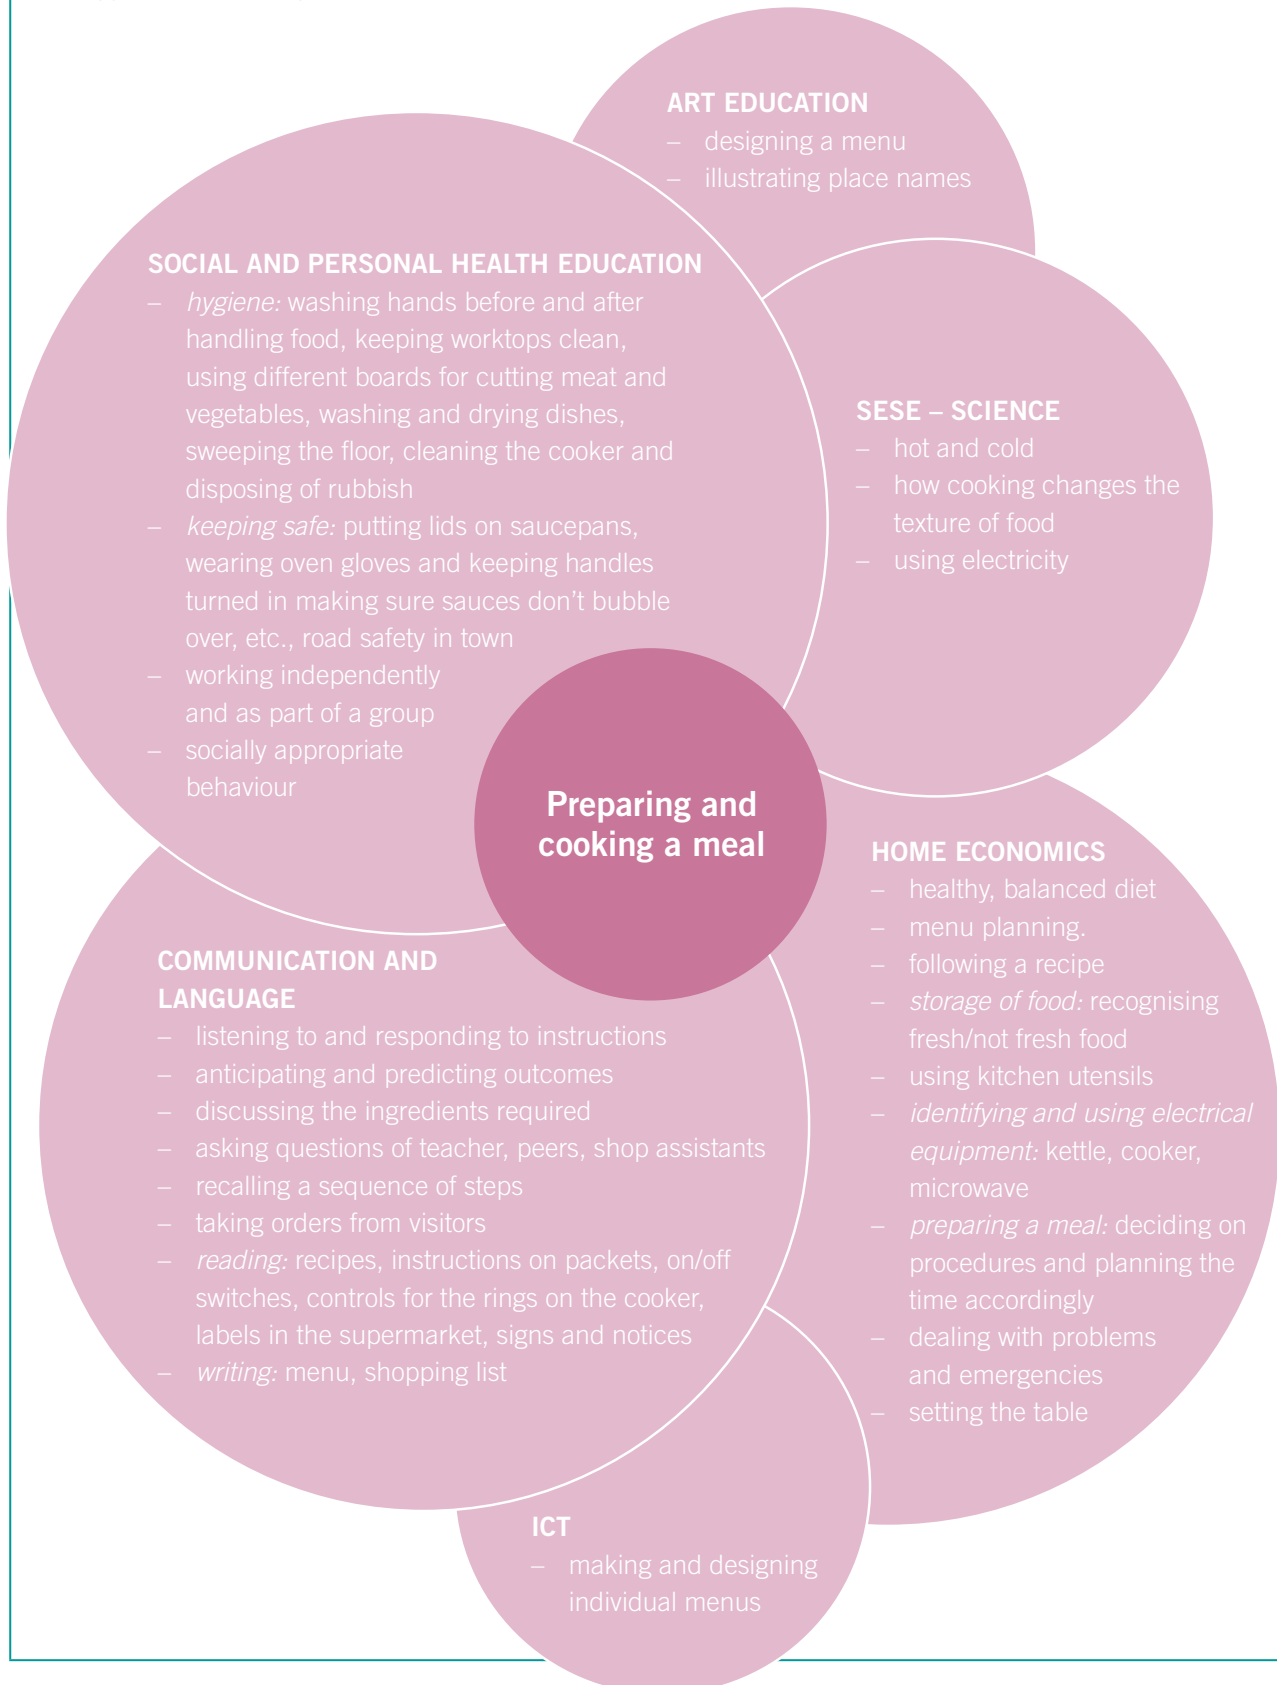 ART EDUCATION
– designing a menu
– illustrating place names
SOCIAL AND PERSONAL HEALTH EDUCATION
– hygiene: washing hands before and after
handling food, keeping worktops clean,
using different boards for cutting meat and
vegetables, washing and drying dishes,
sweeping the floor, cleaning the cooker and
disposing of rubbish
– keeping safe: putting lids on saucepans,
wearing oven gloves and keeping handles
turned in making sure sauces don’t bubble
over, etc., road safety in town
– working independently
and as part of a group
– socially appropriate
behaviour
SESE – SCIENCE
– hot and cold
– how cooking changes the
texture of food
– using electricity
Preparing and
cooking a meal
HOME ECONOMICS
– healthy, balanced diet
– menu planning.
– following a recipe
– storage of food: recognising
fresh/not fresh food
– using kitchen utensils
– identifying and using electrical
equipment: kettle, cooker,
microwave
– preparing a meal: deciding on
procedures and planning the
time accordingly
– dealing with problems
and emergencies
– setting the table
COMMUNICATION AND
LANGUAGE
– listening to and responding to instructions
– anticipating and predicting outcomes
– discussing the ingredients required
– asking questions of teacher, peers, shop assistants
– recalling a sequence of steps
– taking orders from visitors
– reading: recipes, instructions on packets, on/off
switches, controls for the rings on the cooker,
labels in the supermarket, signs and notices
– writing: menu, shopping list
ICT
– making and designing
individual menus